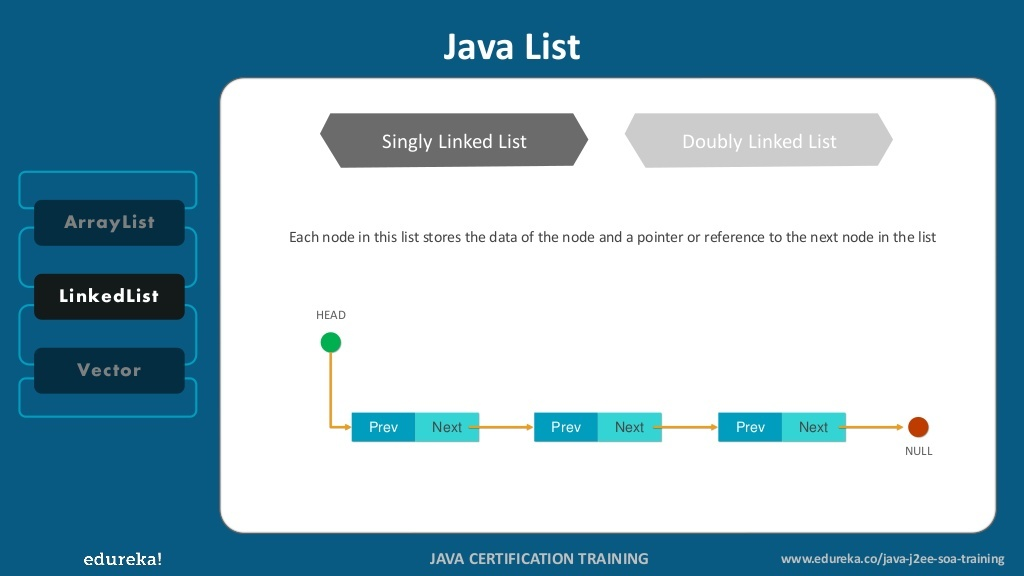 Java List
Singly Linked List
Doubly Linked List
ArrayList
LinkedList
Vector
Each node in this list stores the data of the node and a pointer or reference to the next node in the list
HEAD
Prev Next Prev Next Prev Next
NULL
edureka!
JAVA CERTIFICATION TRAINING
www.edureka.co/java-j2ee-soa-training